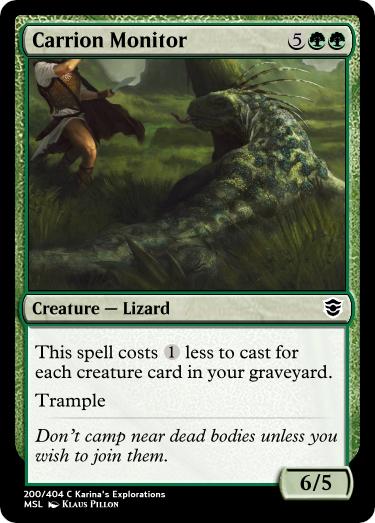 Carrion Monitor 5
Creature — Lizard
This spell costs 1 less to cast for
each creature card in your graveyard.
Trample
Don't camp near dead bodies unless you
wish to join them.
6/5
200/404 C Karina's Explorations
MSL Klaus Pillon